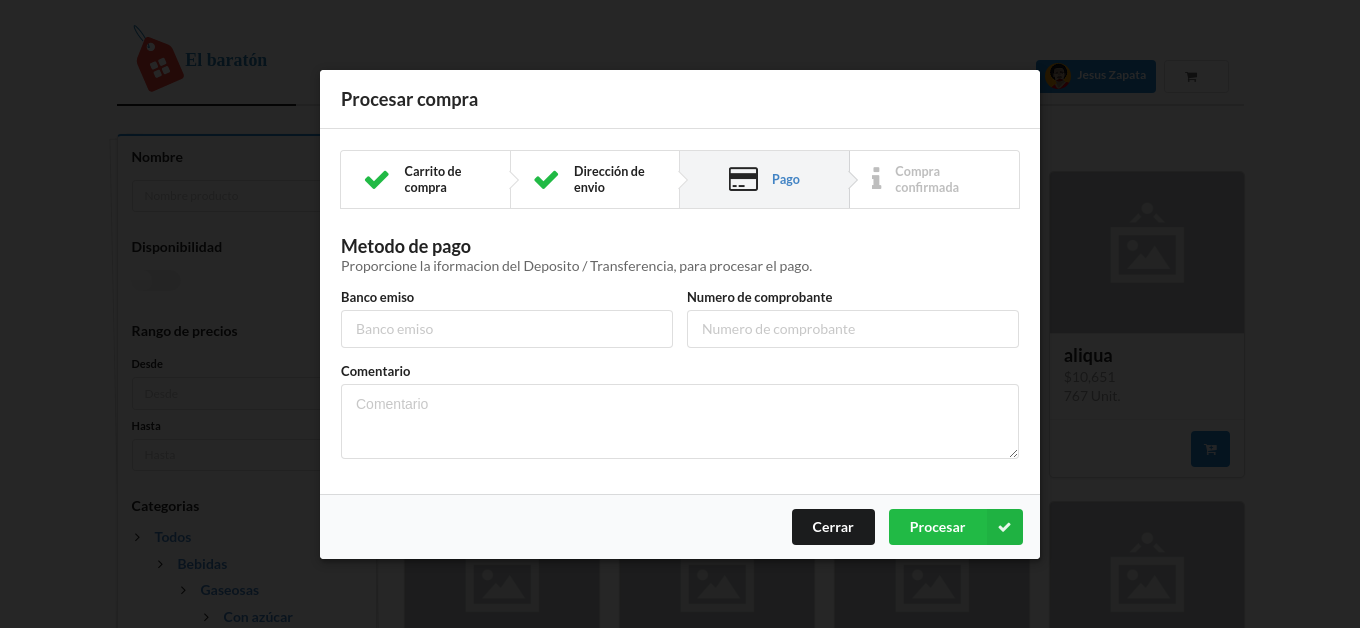 El baratón
Jesus Zapata
Procesar compra
Carrito de
compra
Dirección de
envio
Pago
Compra
confirmada
Metodo de pago
Proporcione la iformacion del Deposito / Transferencia, para procesar el pago.
Banco emiso
Numero de comprobante
Banco emiso
Numero de comprobante
Comentario
Comentario
Cerrar
Procesar
Nombre
Nombre producto
Disponibilidad
Rango de precios
Desde
Desde
Hasta
Hasta
Categorias
Todos
Bebidas
Gaseosas
Con azúcar
aliqua
$10,651
767 Unit.